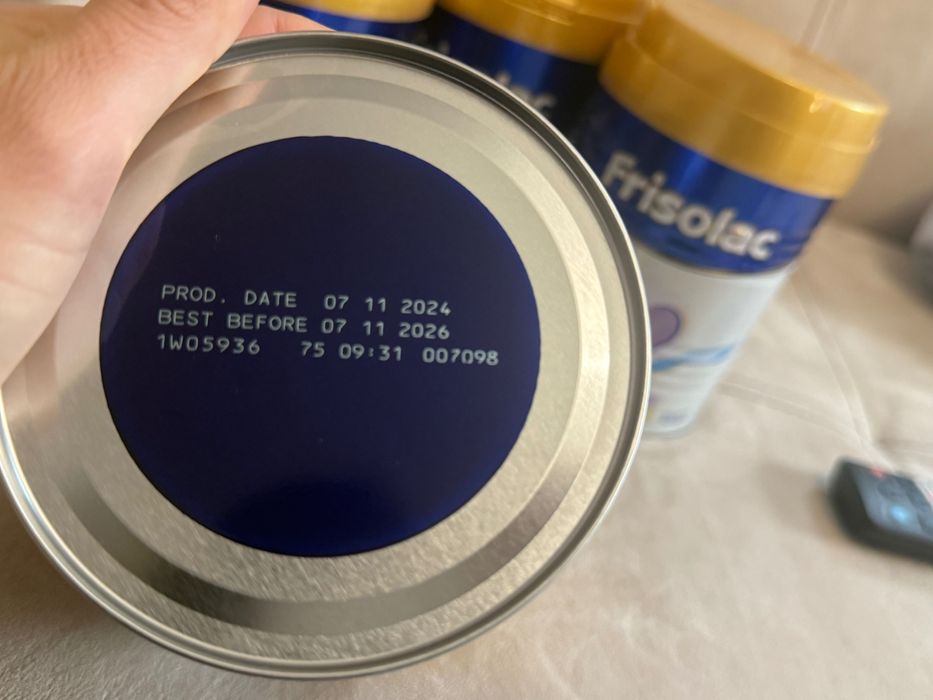 PROD. DATE 07 11 2024
BEST BEFORE 07 11 2026
1W05936 75 09:31 007098
Frisolac